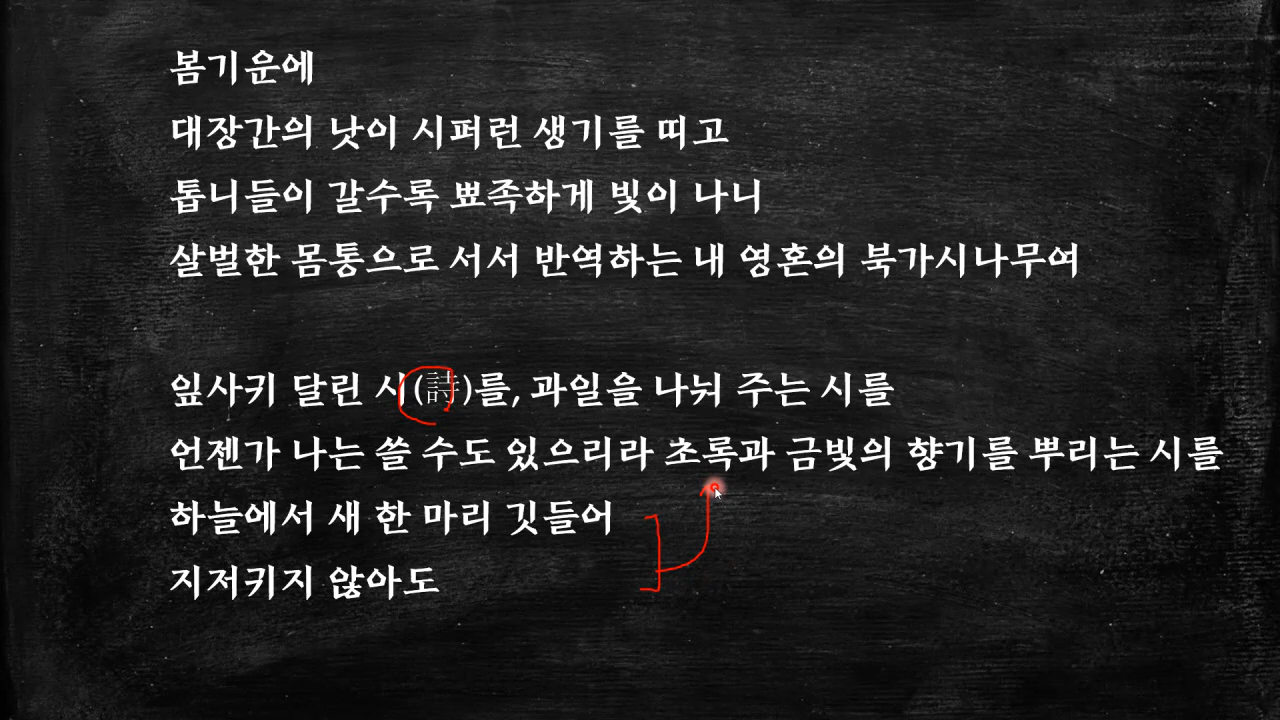 봄기운에
대장간의 낫이 시퍼런 생기를 띠고
톱니들이 갈수록 뾰족하게 빛이 나니
살벌한 몸통으로 서서 반역하는 내 영혼의 북가시나무여
잎사키 달린 시(詩)를, 과일을 나눠 주는 시를
언젠가 나는 쓸 수도 있으리라 초록과 금빛의 향기를 뿌리는 시를
하늘에서 새 한 마리 깃들어
지저키지 않아도